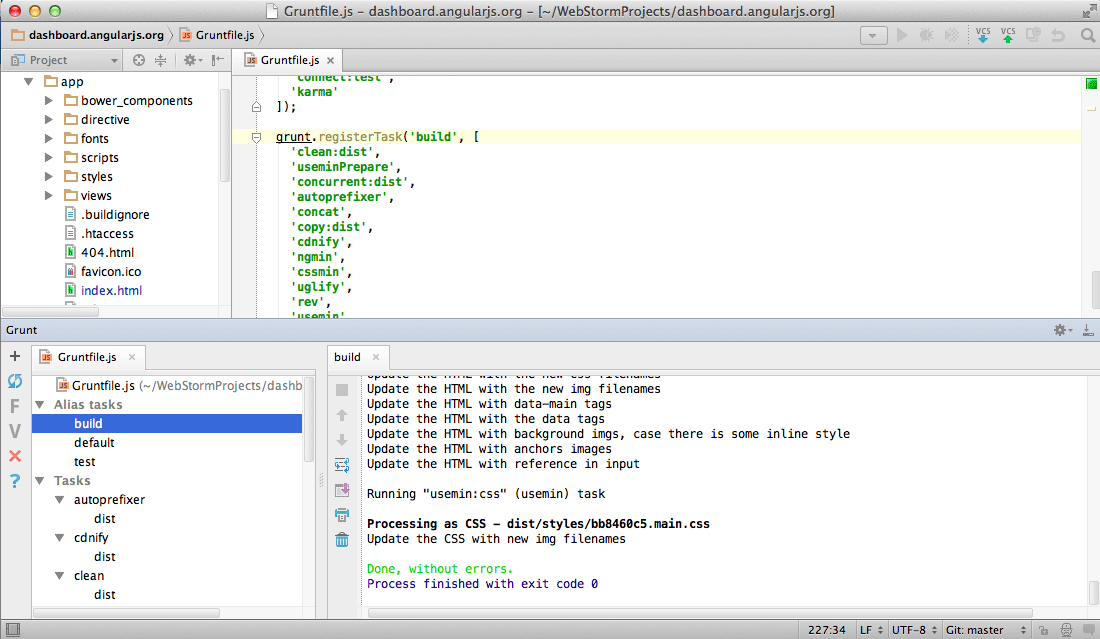 Gruntfile.js – dashboard.angularjs.org – [~/WebStormProjects/dashboard.angularjs.org]
dashboard.angularjs.org
Gruntfile.js
VCS
VCS
Project
Gruntfile.js
app
bower_components
directive
fonts
scripts
styles
views
.buildignore
.htaccess
404.html
favicon.ico
index.html
'connect:test',
'karma'
]);
grunt.registerTask('build', [
'clean:dist',
'useminPrepare',
'concurrent:dist',
'autoprefixer',
'concat',
'copy:dist',
'cdnify',
'ngmin',
'cssmin',
'uglify',
'rev',
'usemin'
Grunt
Gruntfile.js
Gruntfile.js (~/WebStormProjects/dashb
Alias tasks
build
default
test
Tasks
autoprefixer
dist
cdnify
dist
clean
dist
F
V
?
build
Update the HTML with the new css filenames
Update the HTML with the new img filenames
Update the HTML with data-main tags
Update the HTML with the data tags
Update the HTML with background imgs, case there is some inline style
Update the HTML with anchors images
Update the HTML with reference in input
Running "usemin:css" (usemin) task
Processing as CSS - dist/styles/bb8460c5.main.css
Update the CSS with new img filenames
Done, without errors.
Process finished with exit code 0
227:34 LF UTF-8 Git: master